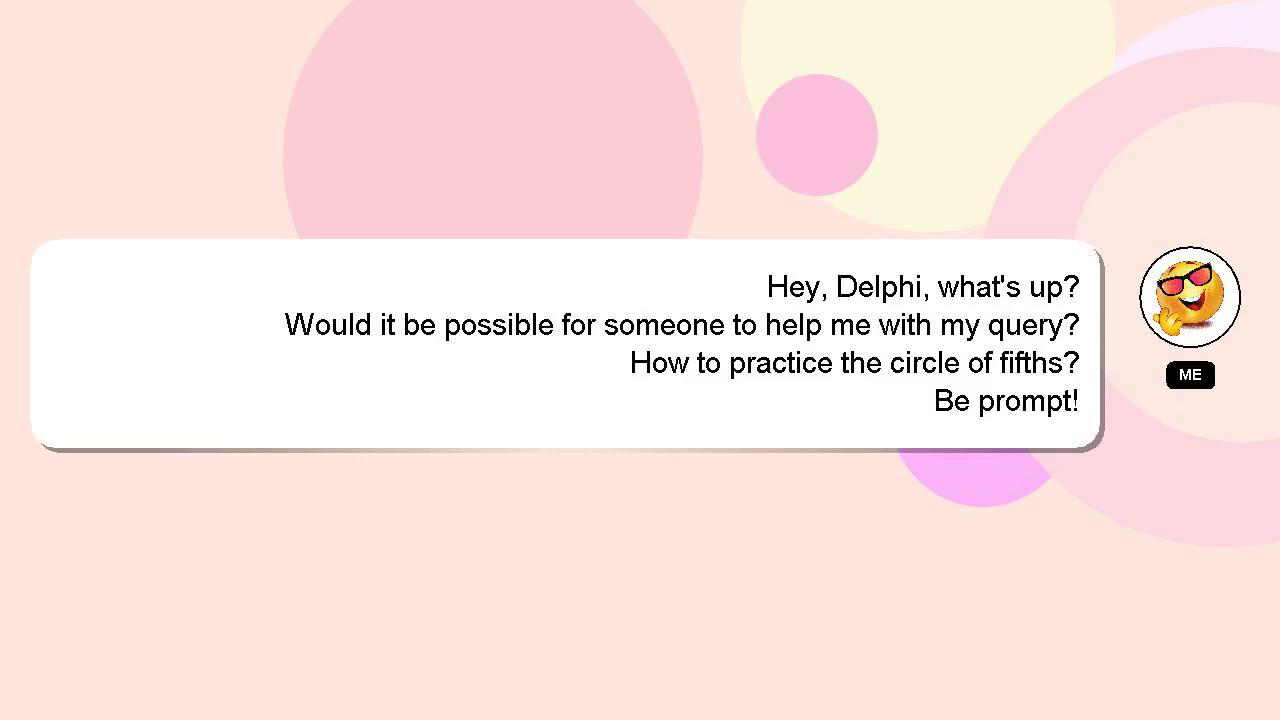 Hey, Delphi, what's up?
Would it be possible for someone to help me with my query?
How to practice the circle of fifths?
Be prompt!
ME